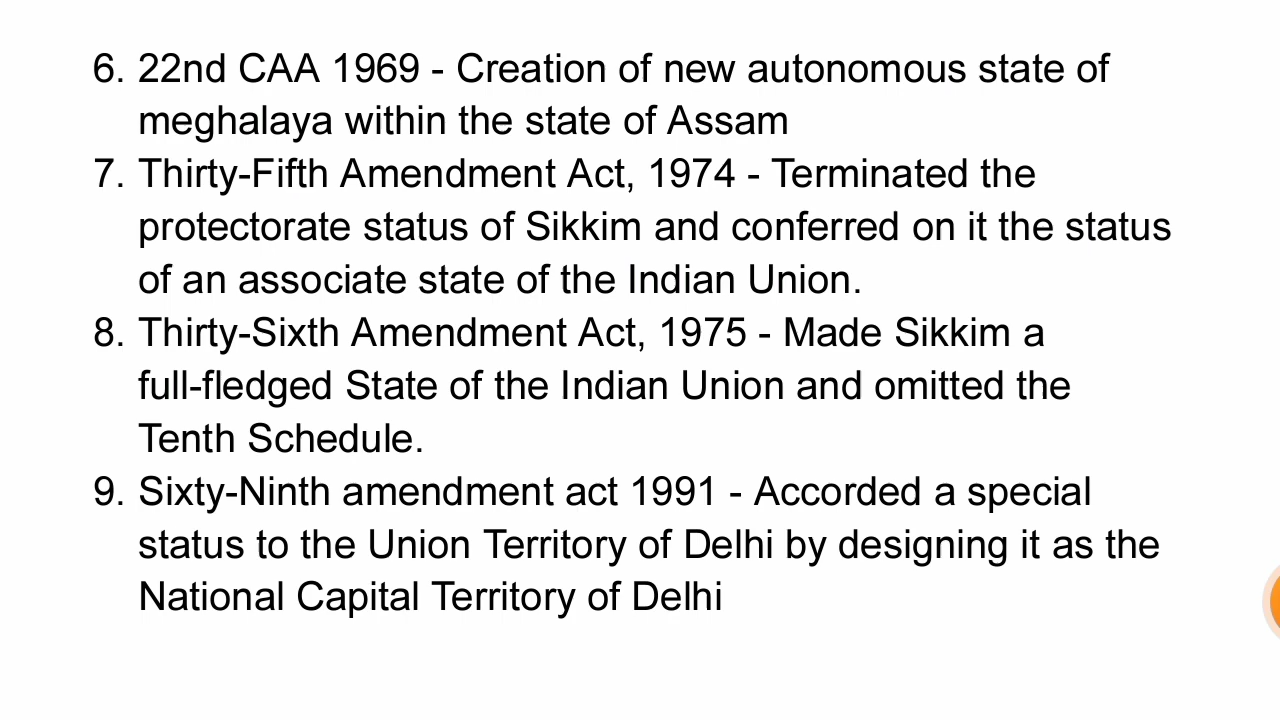 6. 22nd CAA 1969 - Creation of new autonomous state of
meghalaya within the state of Assam
7. Thirty-Fifth Amendment Act, 1974 - Terminated the
protectorate status of Sikkim and conferred on it the status
of an associate state of the Indian Union.
8. Thirty-Sixth Amendment Act, 1975 - Made Sikkim a
full-fledged State of the Indian Union and omitted the
Tenth Schedule.
9. Sixty-Ninth amendment act 1991 - Accorded a special
status to the Union Territory of Delhi by designing it as the
National Capital Territory of Delhi